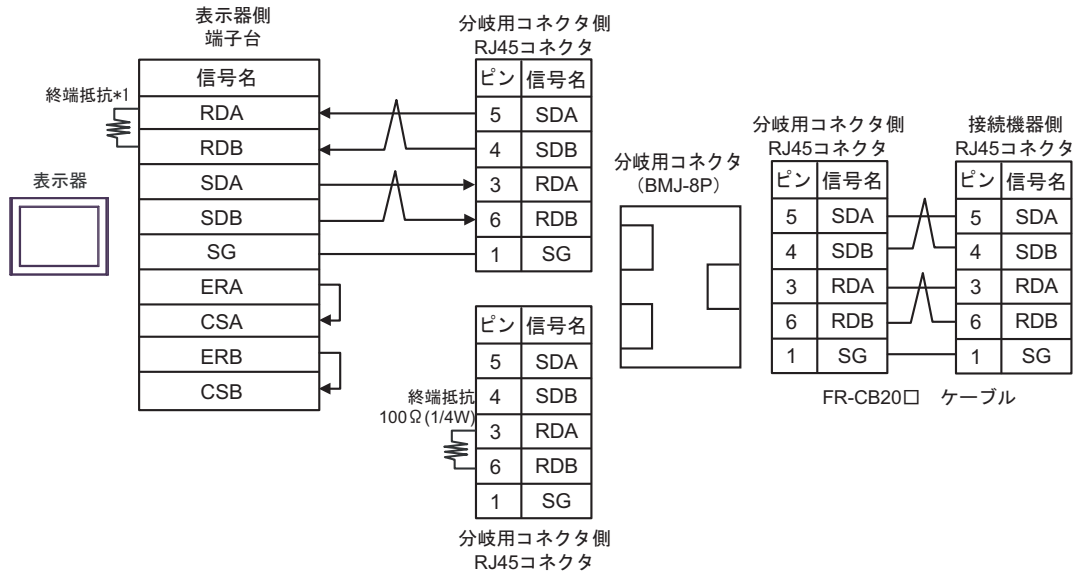 表示器側
端子台
信号名
RDA
RDB
SDA
SDB
SG
ERA
CSA
ERB
CSB
終端抵抗*1
表示器
分岐用コネクタ側
RJ45コネクタ
ピン 信号名
5 SDA
4 SDB
3 RDA
6 RDB
1 SG
ピン 信号名
5 SDA
4 SDB
3 RDA
6 RDB
1 SG
終端抵抗
100Ω(1/4W)
分岐用コネクタ側
RJ45コネクタ
分岐用コネクタ
（BMJ-8P）
分岐用コネクタ側
RJ45コネクタ
ピン 信号名
5 SDA
4 SDB
3 RDA
6 RDB
1 SG
接続機器側
RJ45コネクタ
ピン 信号名
5 SDA
4 SDB
3 RDA
6 RDB
1 SG
FR-CB20□ ケーブル